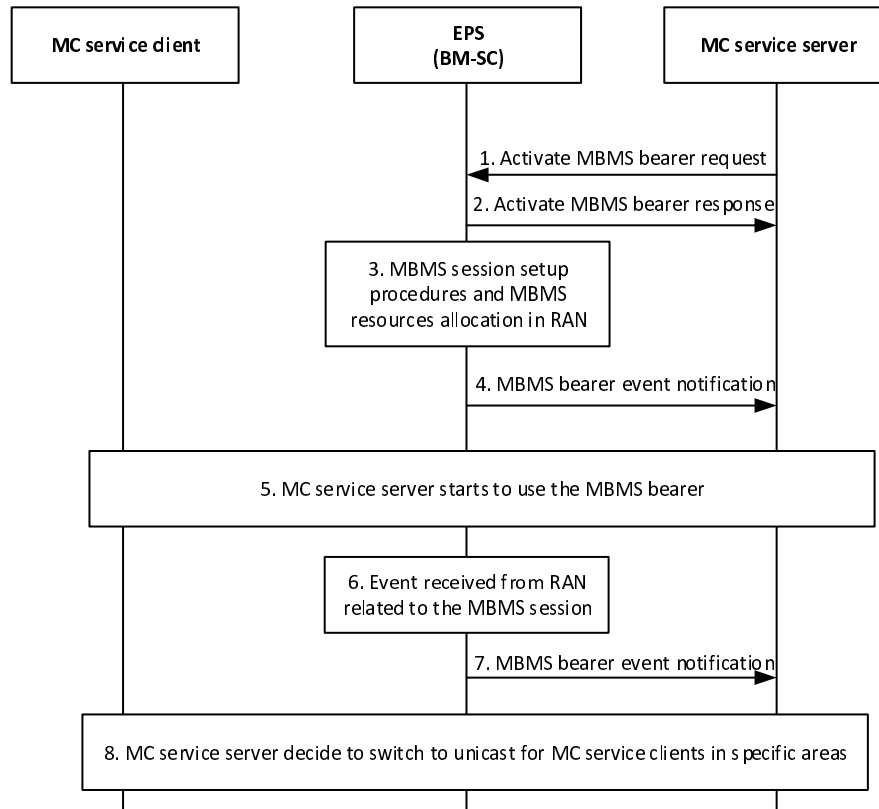 MC service client
EPS
(BM-SC)
MC service server
1. Activate MBMS bearer request
2. Activate MBMS bearer response
3. MBMS session setup
procedures and MBMS
resources allocation in RAN
4. MBMS bearer event notification
5. MC service server starts to use the MBMS bearer
6. Event received from RAN
related to the MBMS session
7. MBMS bearer event notification
8. MC service server decide to switch to unicast for MC service clients in specific areas